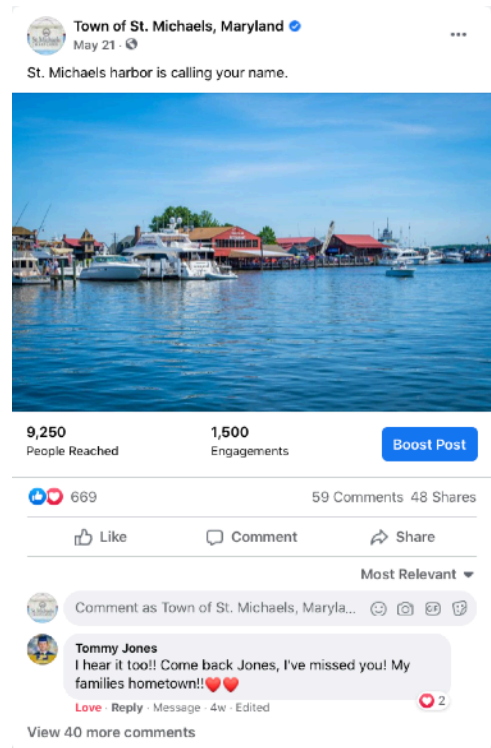 Town of St. Michaels, Maryland
May 21 ·
St. Michaels harbor is calling your name.
9,250
People Reached
1,500
Engagements
Boost Post
669
59 Comments 48 Shares
Like
Comment
Share
Most Relevant
Comment as Town of St. Michaels, Maryla...
GIF
Tommy Jones
I hear it too!! Come back Jones, I've missed you! My
families hometown!!❤️❤️
Love · Reply · Message · 4w · Edited
2
View 40 more comments